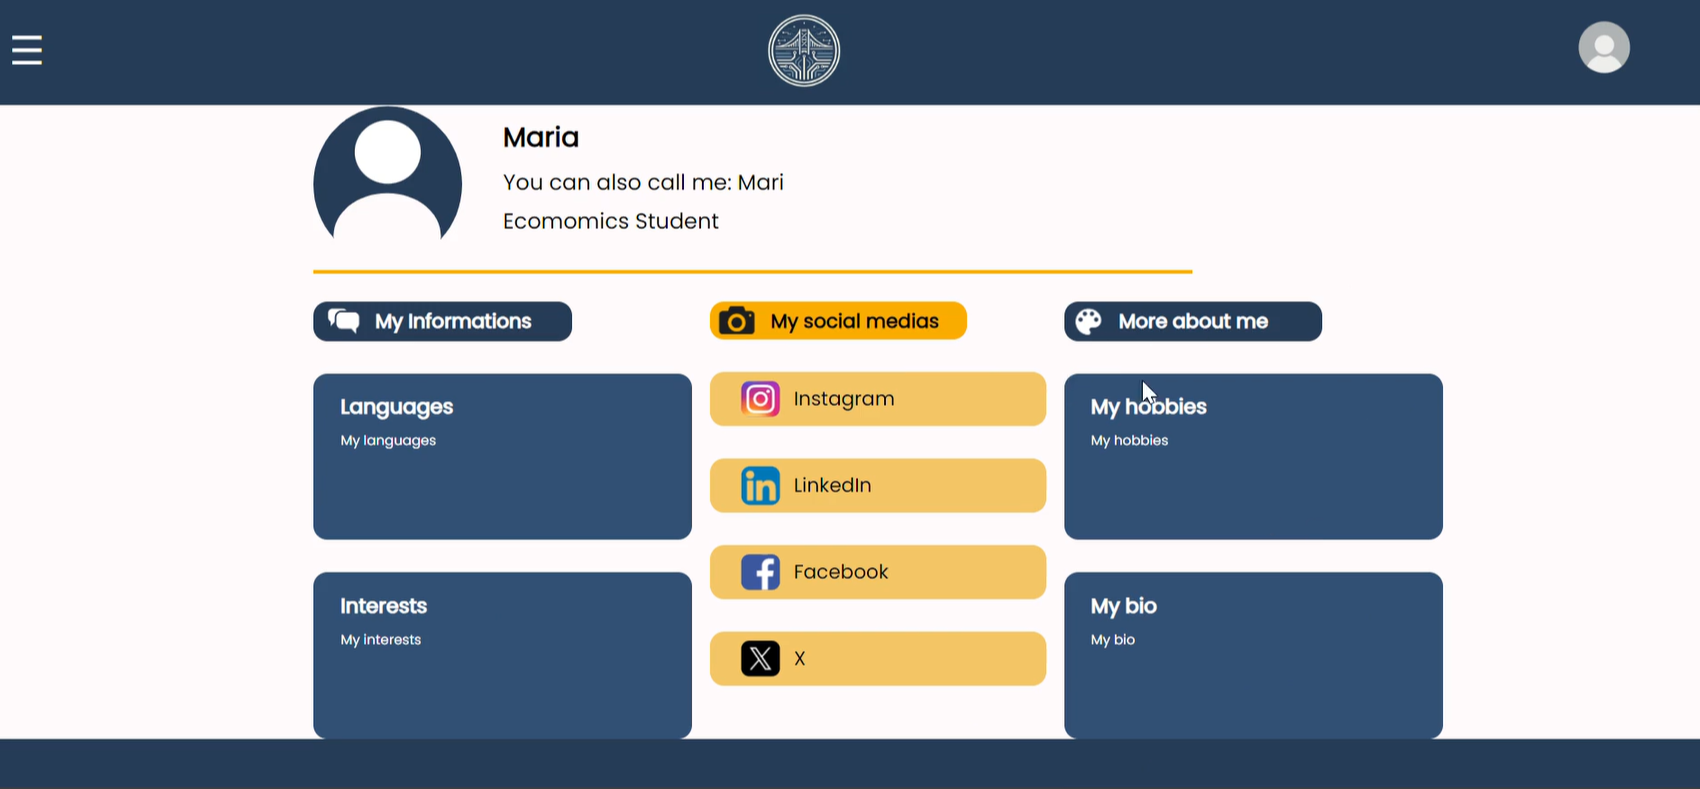 Maria
You can also call me: Mari
Ecomomics Student
My Informations
Languages
My languages
Interests
My interests
My social medias
Instagram
LinkedIn
Facebook
X
More about me
My hobbies
My hobbies
My bio
My bio